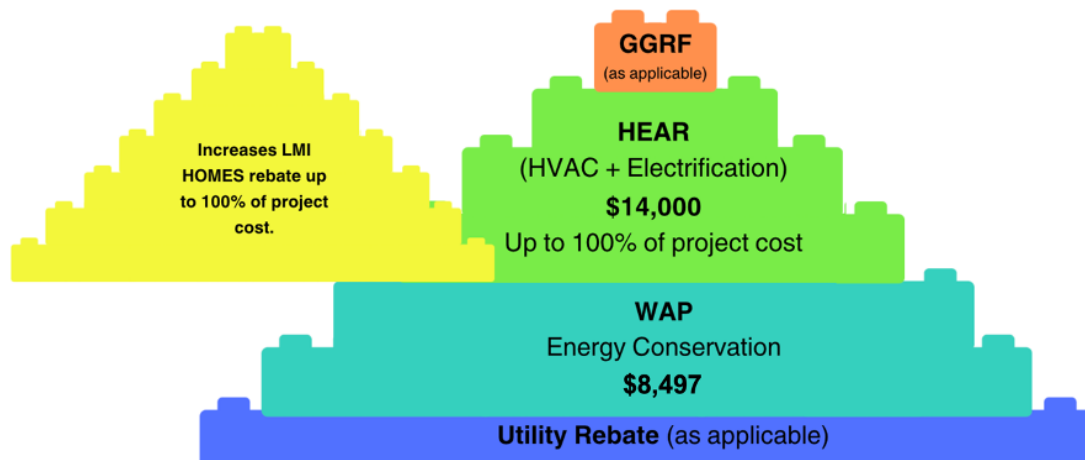 Increases LMI
HOMES rebate up
to 100% of project
cost.
GGRF
(as applicable)
HEAR
(HVAC + Electrification)
$14,000
Up to 100% of project cost
WAP
Energy Conservation
$8,497
Utility Rebate (as applicable)